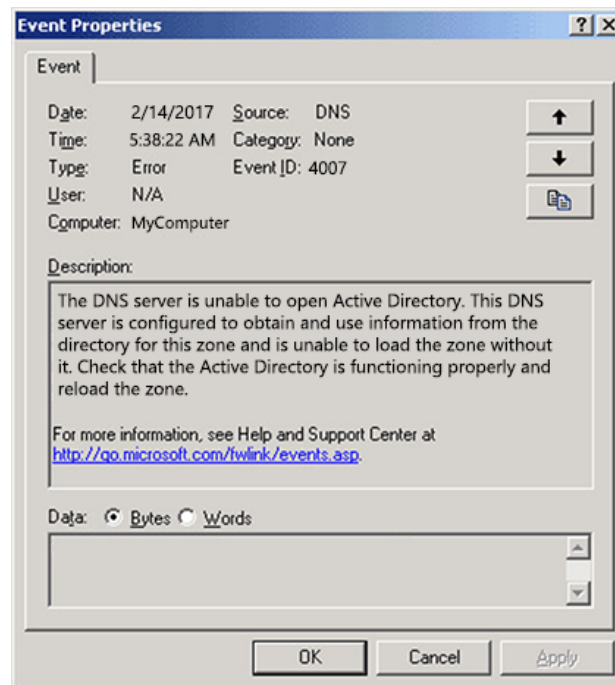 Event Properties
Event
Date: 2/14/2017 Source: DNS
Time: 5:38:22 AM Category: None
Type: Error Event ID: 4007
User: N/A
Computer: MyComputer
Description:
The DNS server is unable to open Active Directory. This DNS
server is configured to obtain and use information from the
directory for this zone and is unable to load the zone without
it. Check that the Active Directory is functioning properly and
reload the zone.
For more information, see Help and Support Center at
http://go.microsoft.com/fwlink/events.asp.
Data: Bytes Words
OK Cancel Apply